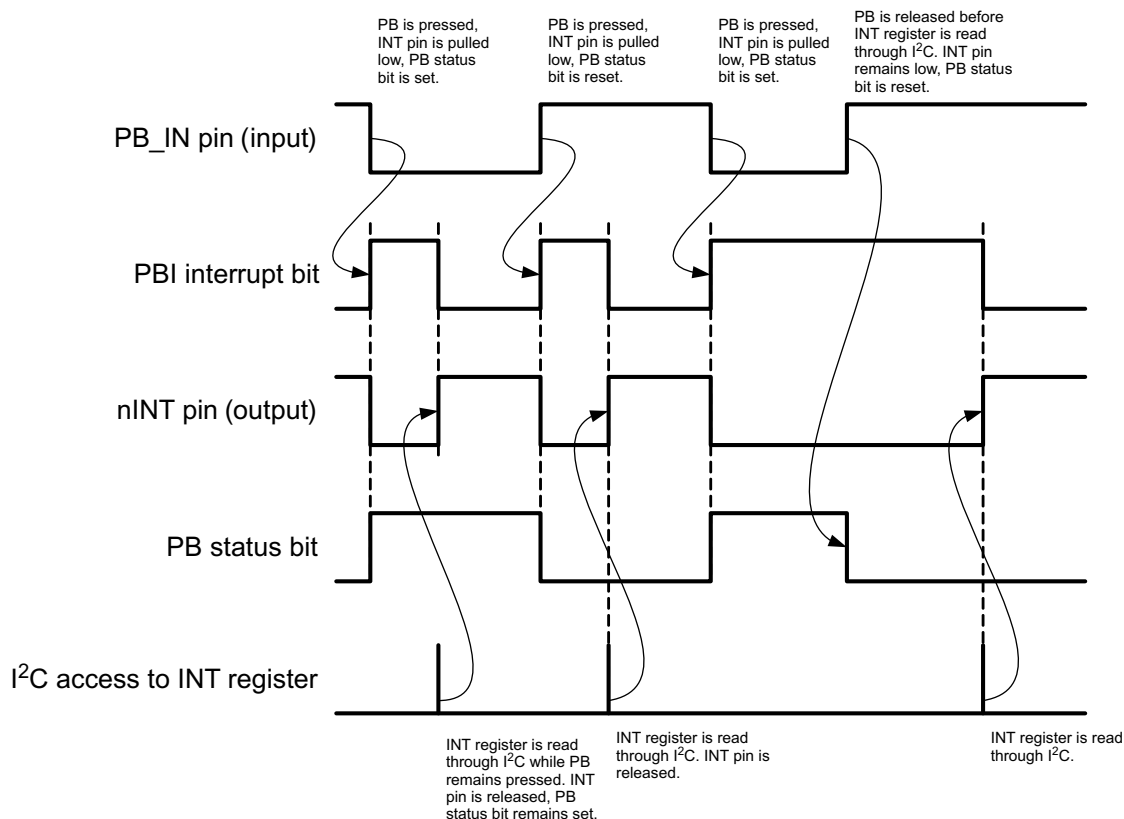 PB is pressed,
INT pin is pulled
low, PB status
bit is set.
PB is pressed,
INT pin is pulled
low, PB status
bit is reset.
PB is pressed,
INT pin is pulled
low, PB status
bit is set.
PB is released before
INT register is read
through I²C. INT pin
remains low, PB status
bit is reset.
PB_IN pin (input)
PBI interrupt bit
nINT pin (output)
PB status bit
I²C access to INT register
INT register is read
through I²C while PB
remains pressed. INT
pin is released, PB
status bit remains set.
INT register is read
through I²C. INT pin is
released.
INT register is read
through I²C.